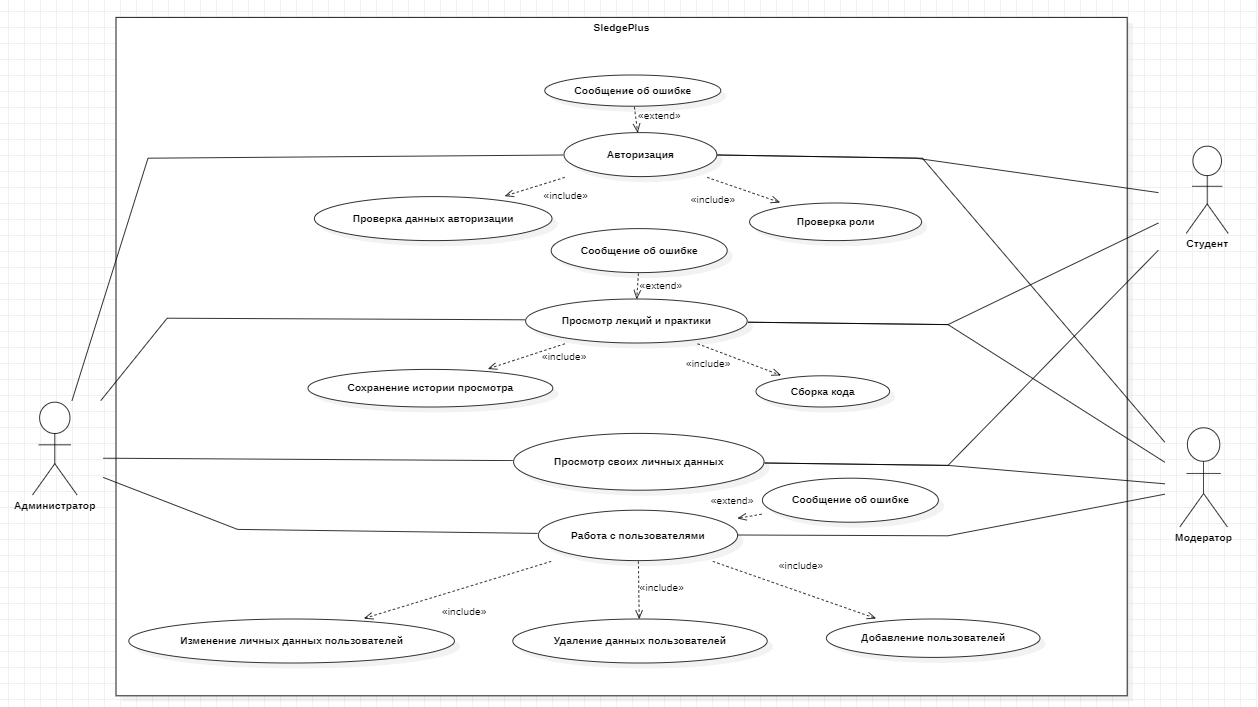 SledgePlus
Сообщение об ошибке
«extend»
Авторизация
«include»
«include»
Проверка данных авторизации
Проверка роли
Студент
Сообщение об ошибке
«extend»
Просмотр лекций и практики
«include»
«include»
Сохранение истории просмотра
Сборка кода
Просмотр своих личных данных
Администратор
«extend»
Сообщение об ошибке
Работа с пользователями
Модератор
«include»
«include»
«include»
Изменение личных данных пользователей
Удаление данных пользователей
Добавление пользователей